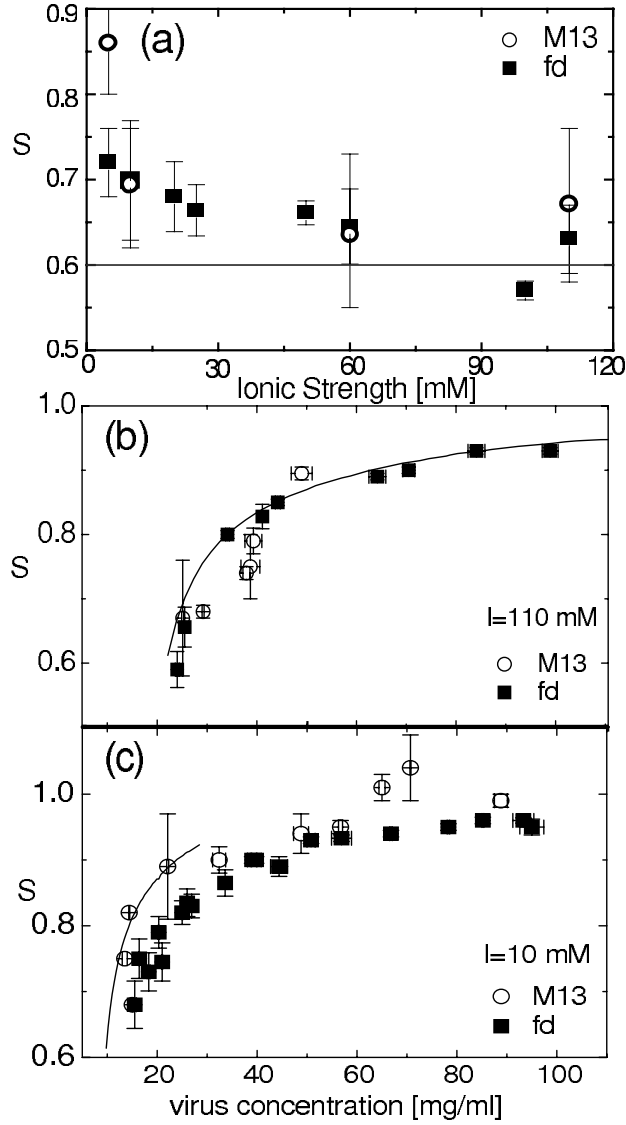 0.9
(a)
M13
fd
0.8
S
0.7
0.6
0.5
0 30 60 90 120
Ionic Strength [mM]
1.0
(b)
0.8
S
I=110 mM
0.6
M13
fd
(c)
1.0
S
0.8
I=10 mM
M13
fd
0.6
20 40 60 80 100
virus concentration [mg/ml]